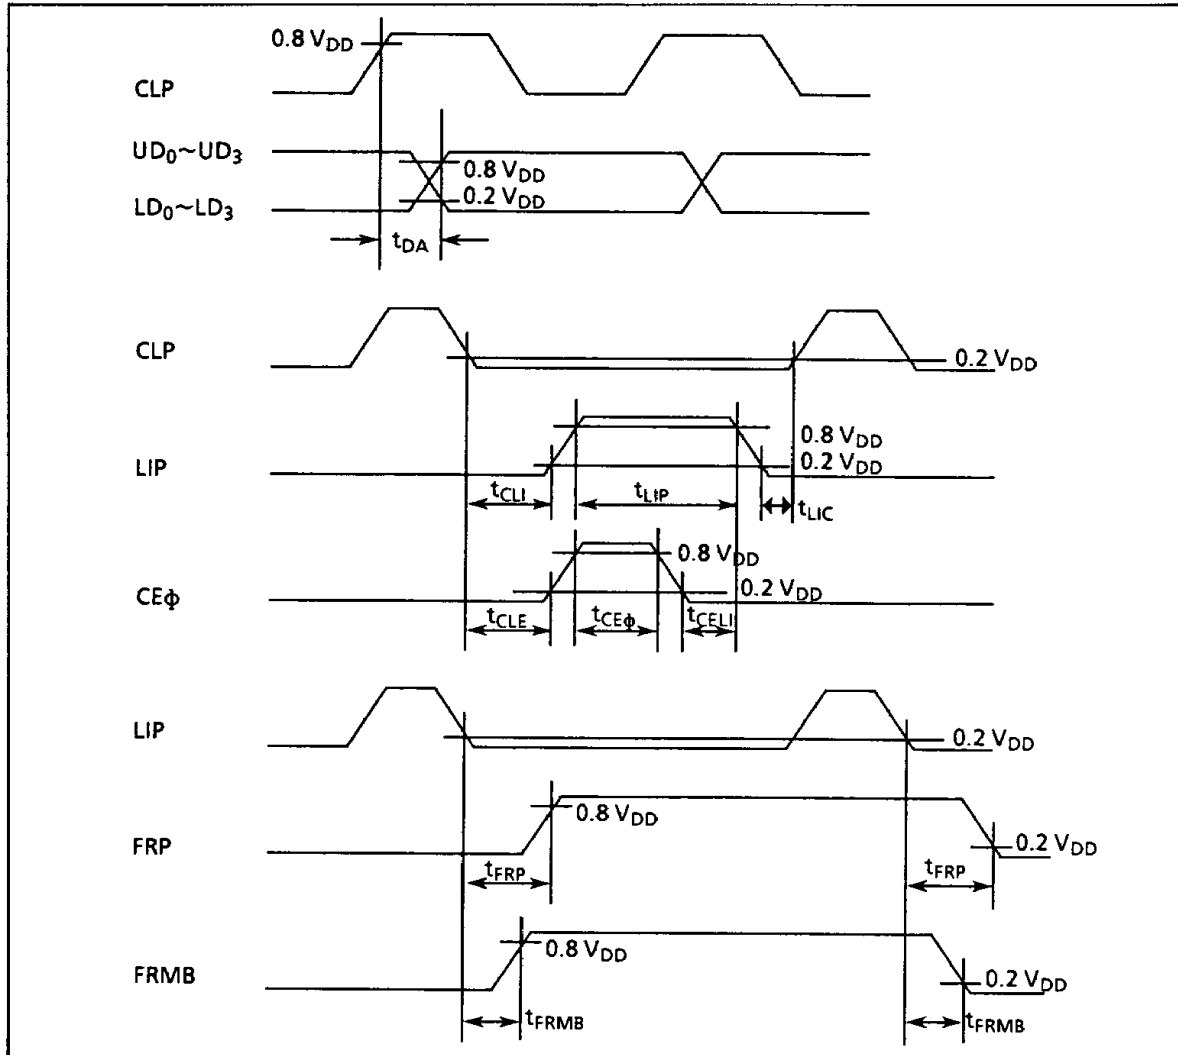 0.8 VDD
CLP
UD0~UD3
0.8 VDD
LD0~LD3
0.2 VDD
tDA
CLP
0.2 VDD
0.8 VDD
LIP
0.2 VDD
tCLI
tLIP
tLIC
0.8 VDD
CEϕ
0.2 VDD
tCLE
tCEϕ
tCELI
LIP
0.2 VDD
0.8 VDD
FRP
0.2 VDD
tFRP
tFRP
0.8 VDD
FRMB
0.2 VDD
tFRMB
tFRMB